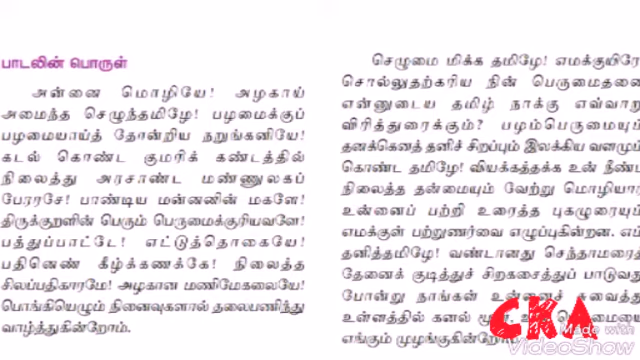 பாடலின் பொருள்
அன்னை மொழியே! அழகாய்
அமைந்த செழுந்தமிழே! பழமைக்குப்
பழமையாய்த் தோன்றிய நறுங்கனியே!
கடல் கொண்ட குமரிக் கண்டத்தில்
நிலைத்து அரசாண்ட மண்ணுலகப்
பேரரசே! பாண்டிய மன்னனின் மகளே!
திருக்குறளின் பெரும் பெருமைக்குரியவளே!
பத்துப்பாட்டே! எட்டுத்தொகையே!
பதினெண் கீழ்க்கணக்கே! நிலைத்த
சிலப்பதிகாரமே! அழகான மணிமேகலையே!
பொங்கியெழும் நினைவுகளால் தலைபணிந்து
வாழ்த்துகின்றோம்.
செழுமை மிக்க தமிழே! எமக்குயிரே
சொல்லுதற்கரிய நின் பெருமைதனை
என்னுடைய தமிழ் நாக்கு எவ்வாறு
விரித்துரைக்கும்? பழம்பெருமையும்
தனக்கெனத் தனிச் சிறப்பும் இலக்கிய வளமும்
கொண்ட தமிழே! வியக்கத்தக்க உன் நீண்ட
நிலைத்த தன்மையும் வேற்று மொழியார்
உன்னைப் பற்றி உரைத்த புகழுரையும்
எமக்குள் பற்றுணர்வை எழுப்புகின்றன. எம்
தனித்தமிழே! வண்டானது செந்தாமரைத்
தேனைக் குடித்துச் சிறகசைத்துப் பாடுவது
போன்று நாங்கள் உன்னைச் சுவைத்து
உள்ளத்தில் கனல்
எங்கும் முழங்குகின்றோம்
CKA
Made with
VideoShow